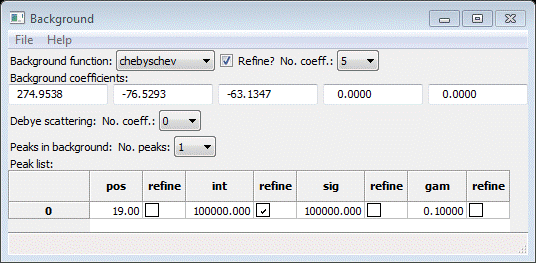 Background
File Help
Background function: chebyschev Refine? No. coeff.: 5
Background coefficients:
274.9538 -76.5293 -63.1347 0.0000 0.0000
Debye scattering: No. coeff.: 0
Peaks in background: No. peaks: 1
Peak list:
pos refine int refine sig refine gam refine
0 19.00 100000.000 100000.000 0.10000